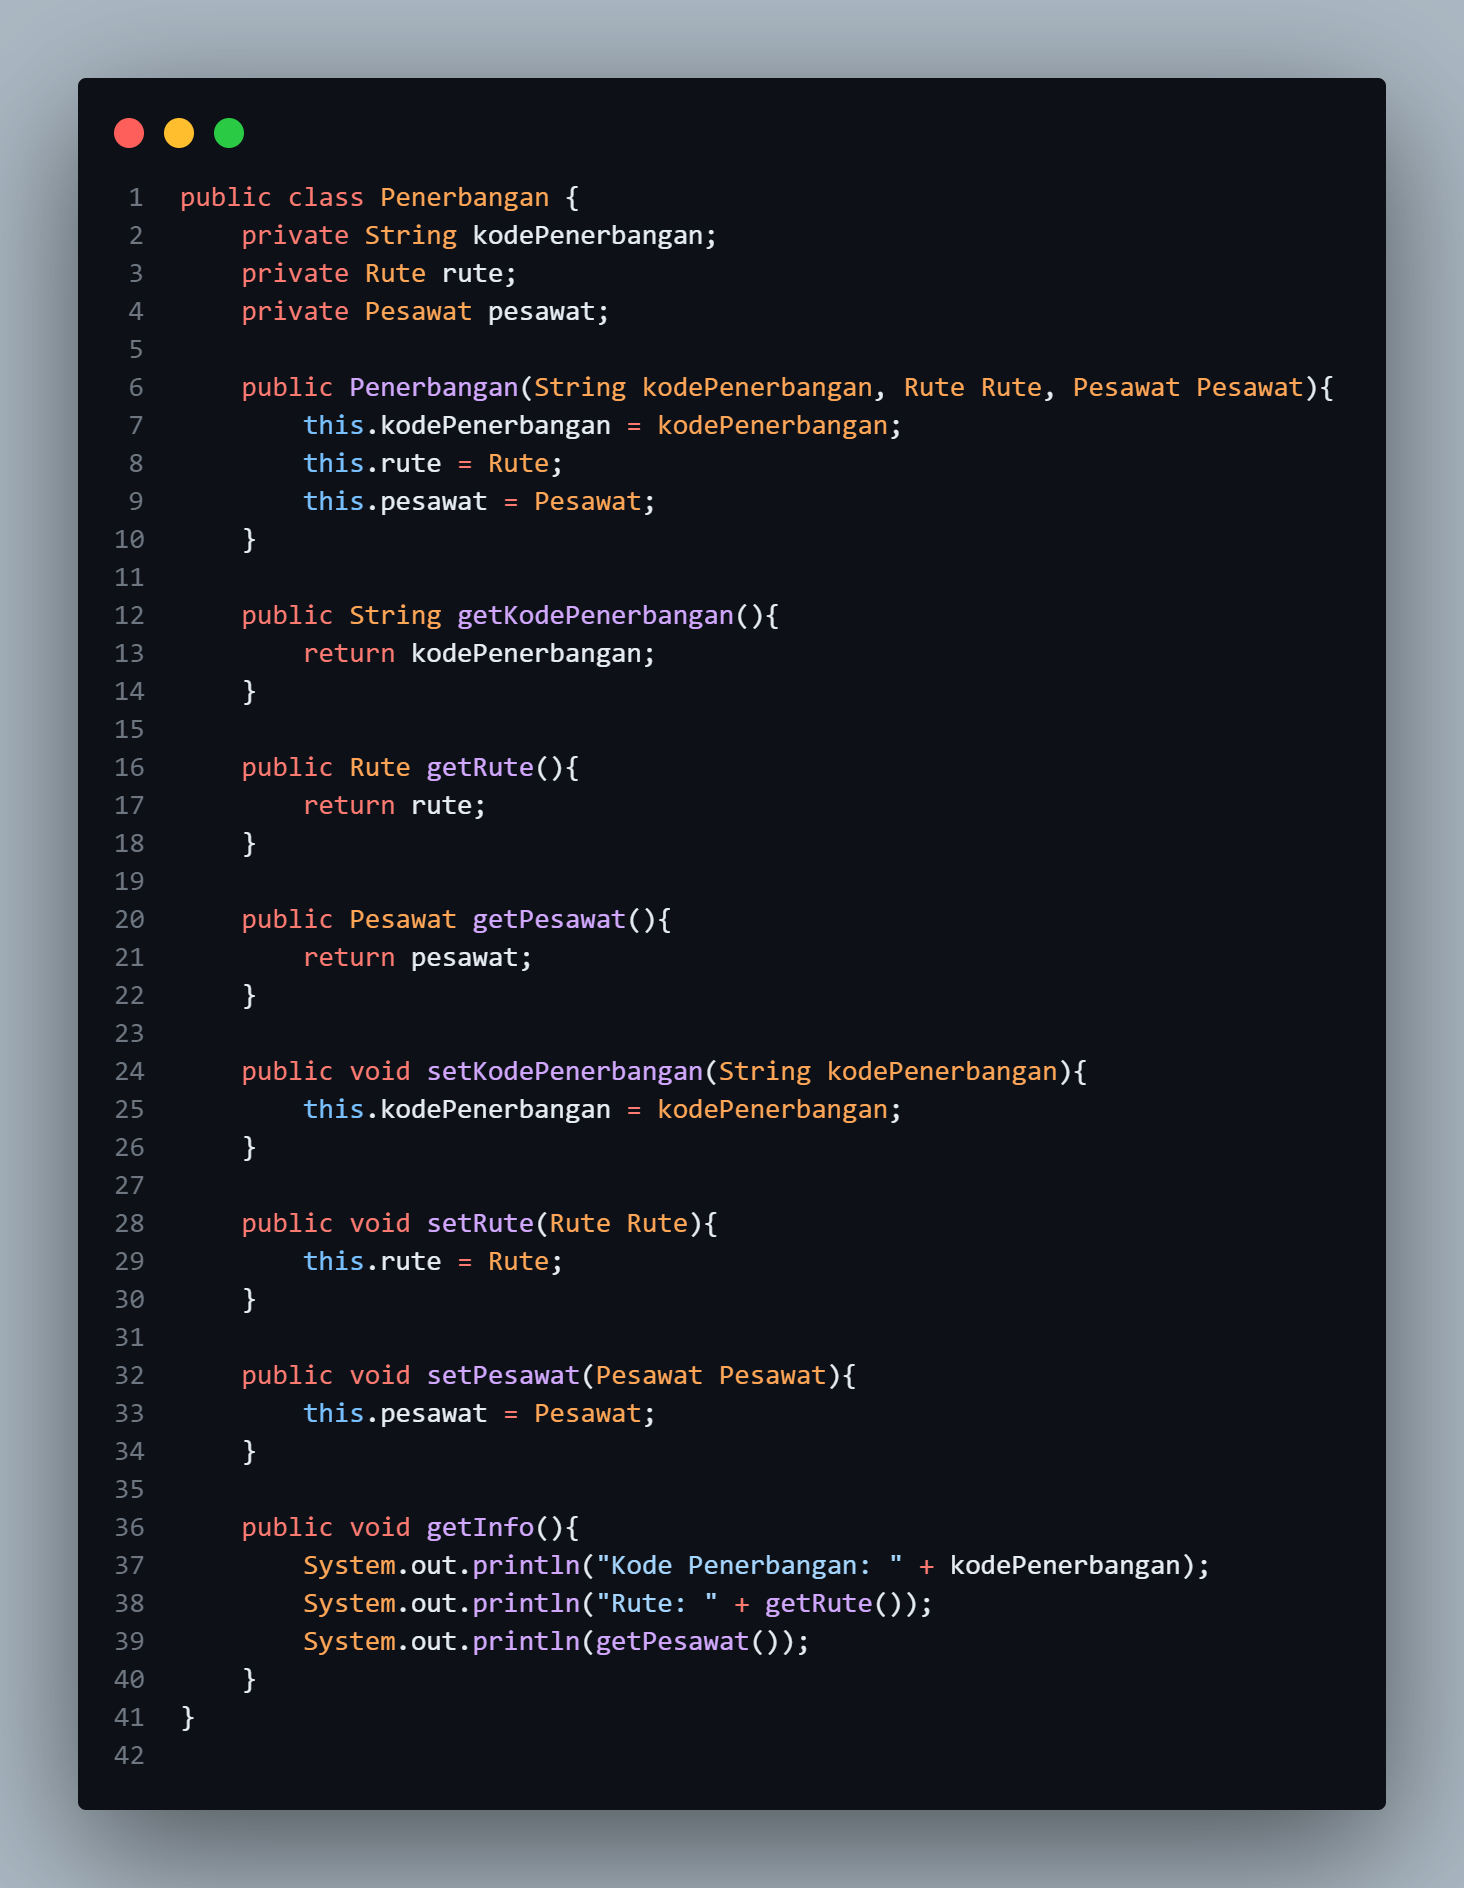 1 public class Penerbangan {
2     private String kodePenerbangan;
3     private Rute rute;
4     private Pesawat pesawat;
5
6     public Penerbangan(String kodePenerbangan, Rute Rute, Pesawat Pesawat){
7         this.kodePenerbangan = kodePenerbangan;
8         this.rute = Rute;
9         this.pesawat = Pesawat;
10     }
11
12     public String getKodePenerbangan(){
13         return kodePenerbangan;
14     }
15
16     public Rute getRute(){
17         return rute;
18     }
19
20     public Pesawat getPesawat(){
21         return pesawat;
22     }
23
24     public void setKodePenerbangan(String kodePenerbangan){
25         this.kodePenerbangan = kodePenerbangan;
26     }
27
28     public void setRute(Rute Rute){
29         this.rute = Rute;
30     }
31
32     public void setPesawat(Pesawat Pesawat){
33         this.pesawat = Pesawat;
34     }
35
36     public void getInfo(){
37         System.out.println("Kode Penerbangan: " + kodePenerbangan);
38         System.out.println("Rute: " + getRute());
39         System.out.println(getPesawat());
40     }
41 }
42